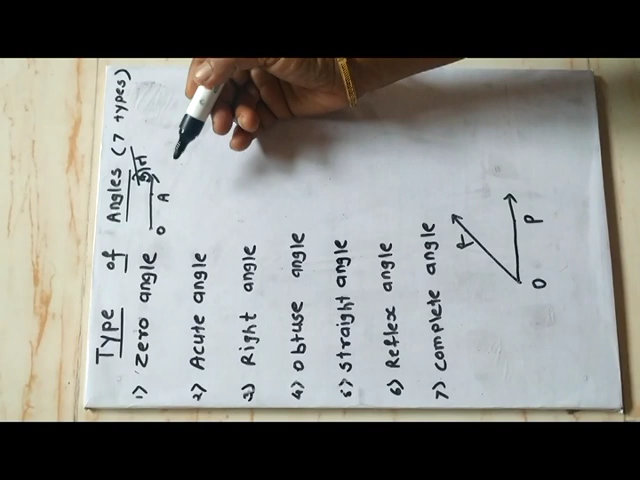 Type of Angles (7 types)
1) Zero angle
O A
2) Acute angle
3) Right angle
4) Obtuse angle
5) Straight angle
6) Reflex angle
7) Complete angle
O P